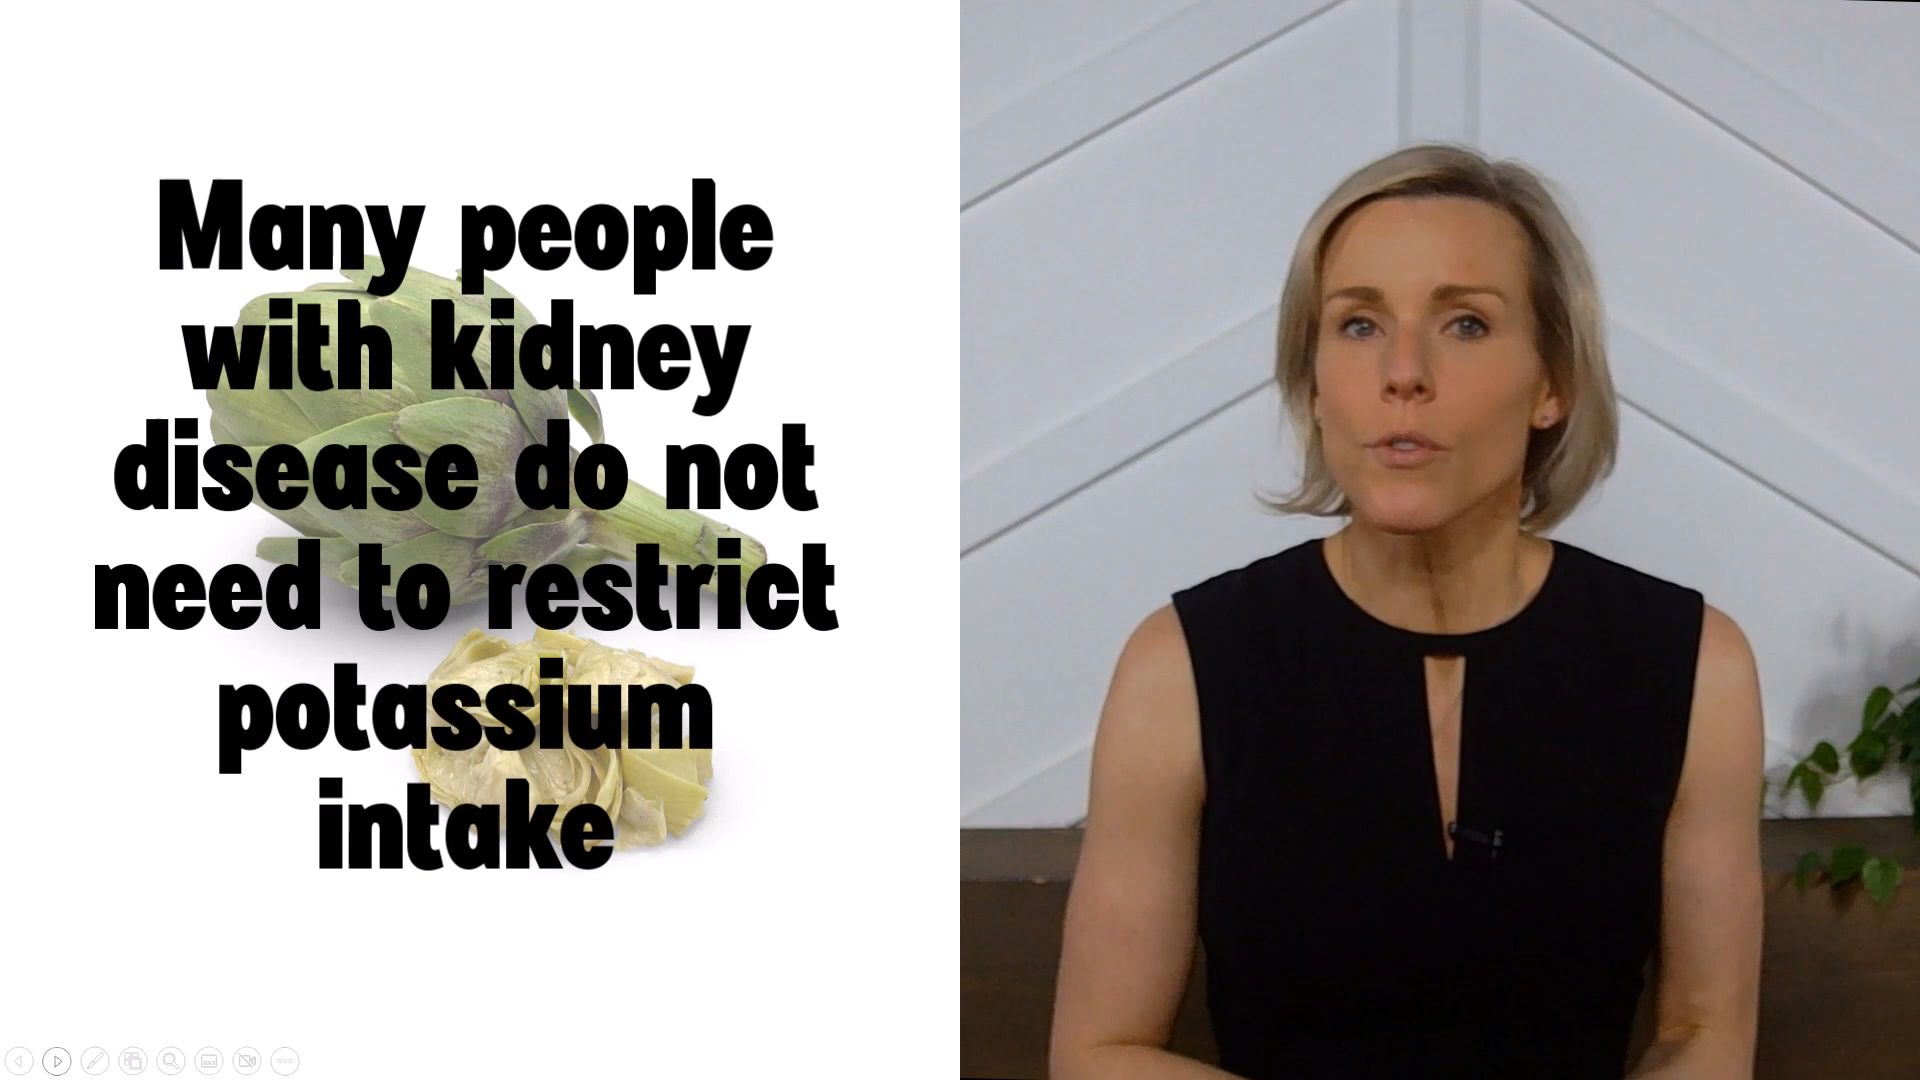 Many people
with kidney
disease do not
need to restrict
potassium
intake